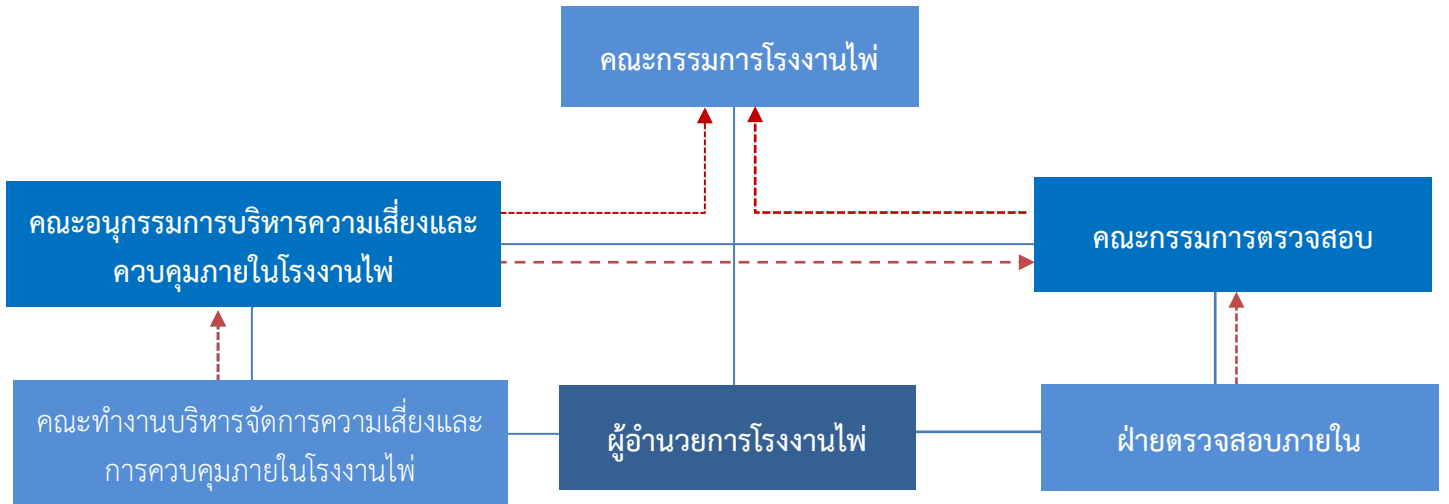 คณะกรรมการโรงงานไพ่
คณะอนุกรรมการบริหารความเสี่ยงและ
ควบคุมภายในโรงงานไพ่
คณะกรรมการตรวจสอบ
คณะทำงานบริหารจัดการความเสี่ยงและ
การควบคุมภายในโรงงานไพ่
ผู้อำนวยการโรงงานไพ่
ฝ่ายตรวจสอบภายใน